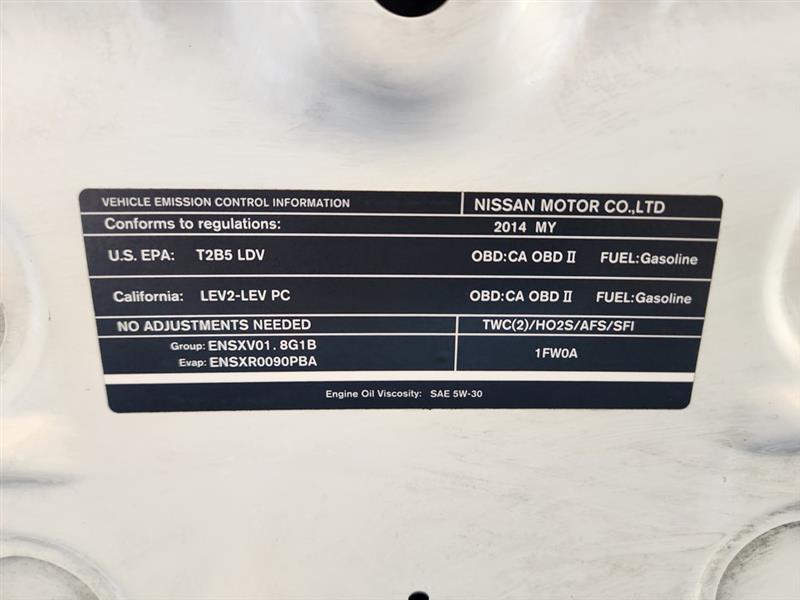 VEHICLE EMISSION CONTROL INFORMATION NISSAN MOTOR CO.,LTD
Conforms to regulations: 2014 MY
U.S. EPA: T2B5 LDV OBD:CA OBD II FUEL:Gasoline
California: LEV2-LEV PC OBD:CA OBD II FUEL:Gasoline
NO ADJUSTMENTS NEEDED TWC(2)/HO2S/AFS/SFI
Group: ENSXV01.8G1B
Evap: ENSXR0090PBA
1FW0A
Engine Oil Viscosity: SAE 5W-30